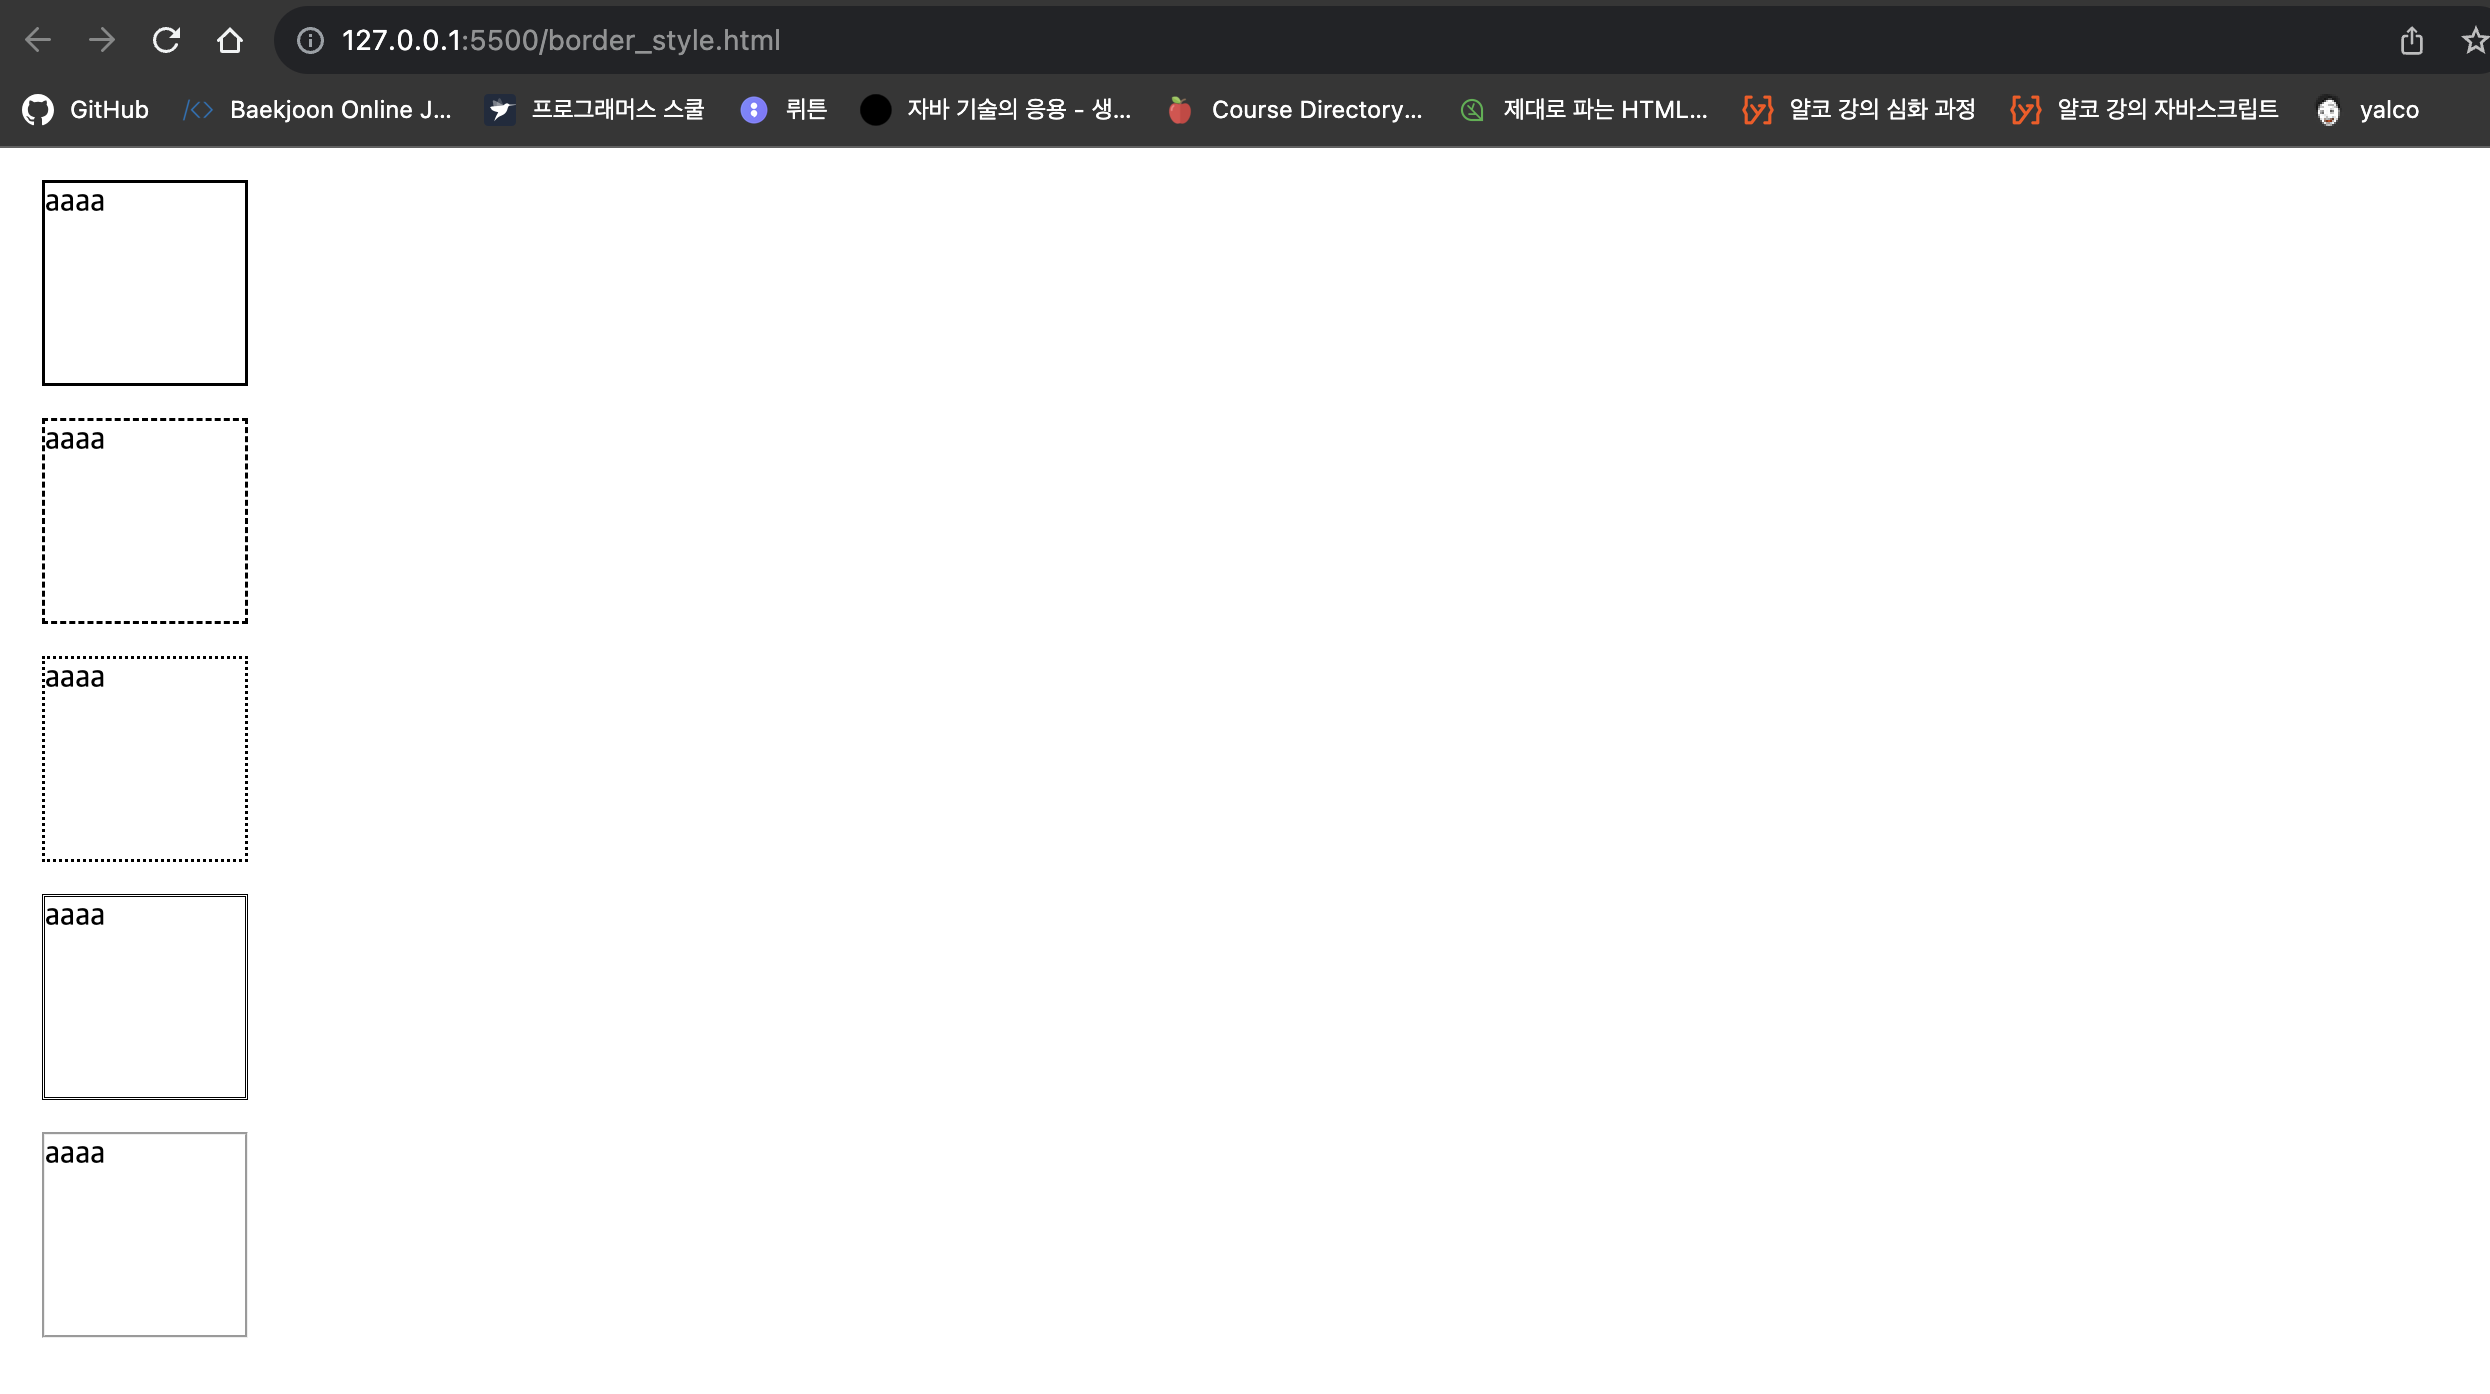 127.0.0.1:5500/border_style.html
GitHub
Baekjoon Online J...
프로그래머스 스쿨
뤼튼
자바 기술의 응용 - 생...
Course Directory...
제대로 파는 HTML...
얄코 강의 심화 과정
얄코 강의 자바스크립트
yalco
aaaa
aaaa
aaaa
aaaa
aaaa